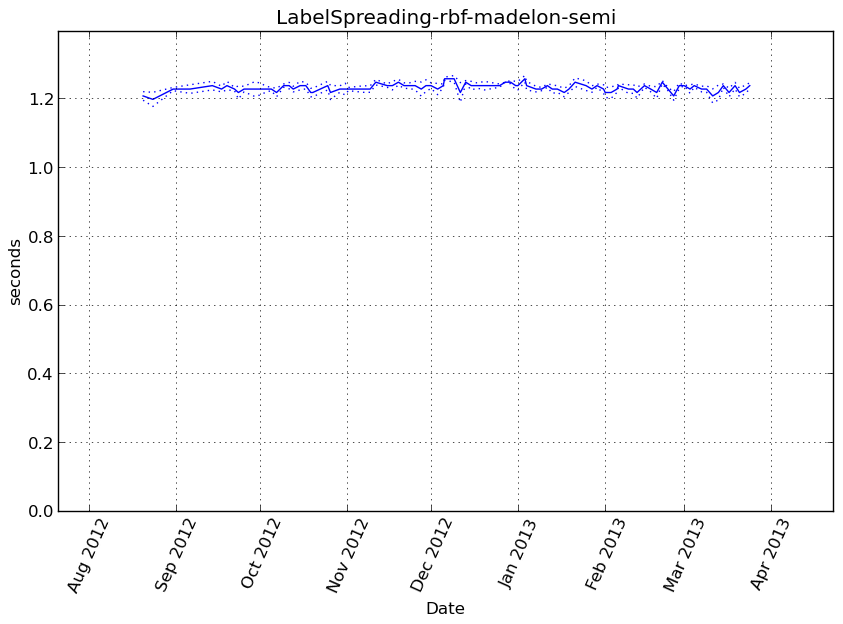 LabelSpreading-rbf-madelon-semi
seconds
1.2
1.0
0.8
0.6
0.4
0.2
0.0
Aug 2012
Sep 2012
Oct 2012
Nov 2012
Dec 2012
Jan 2013
Feb 2013
Mar 2013
Apr 2013
Date